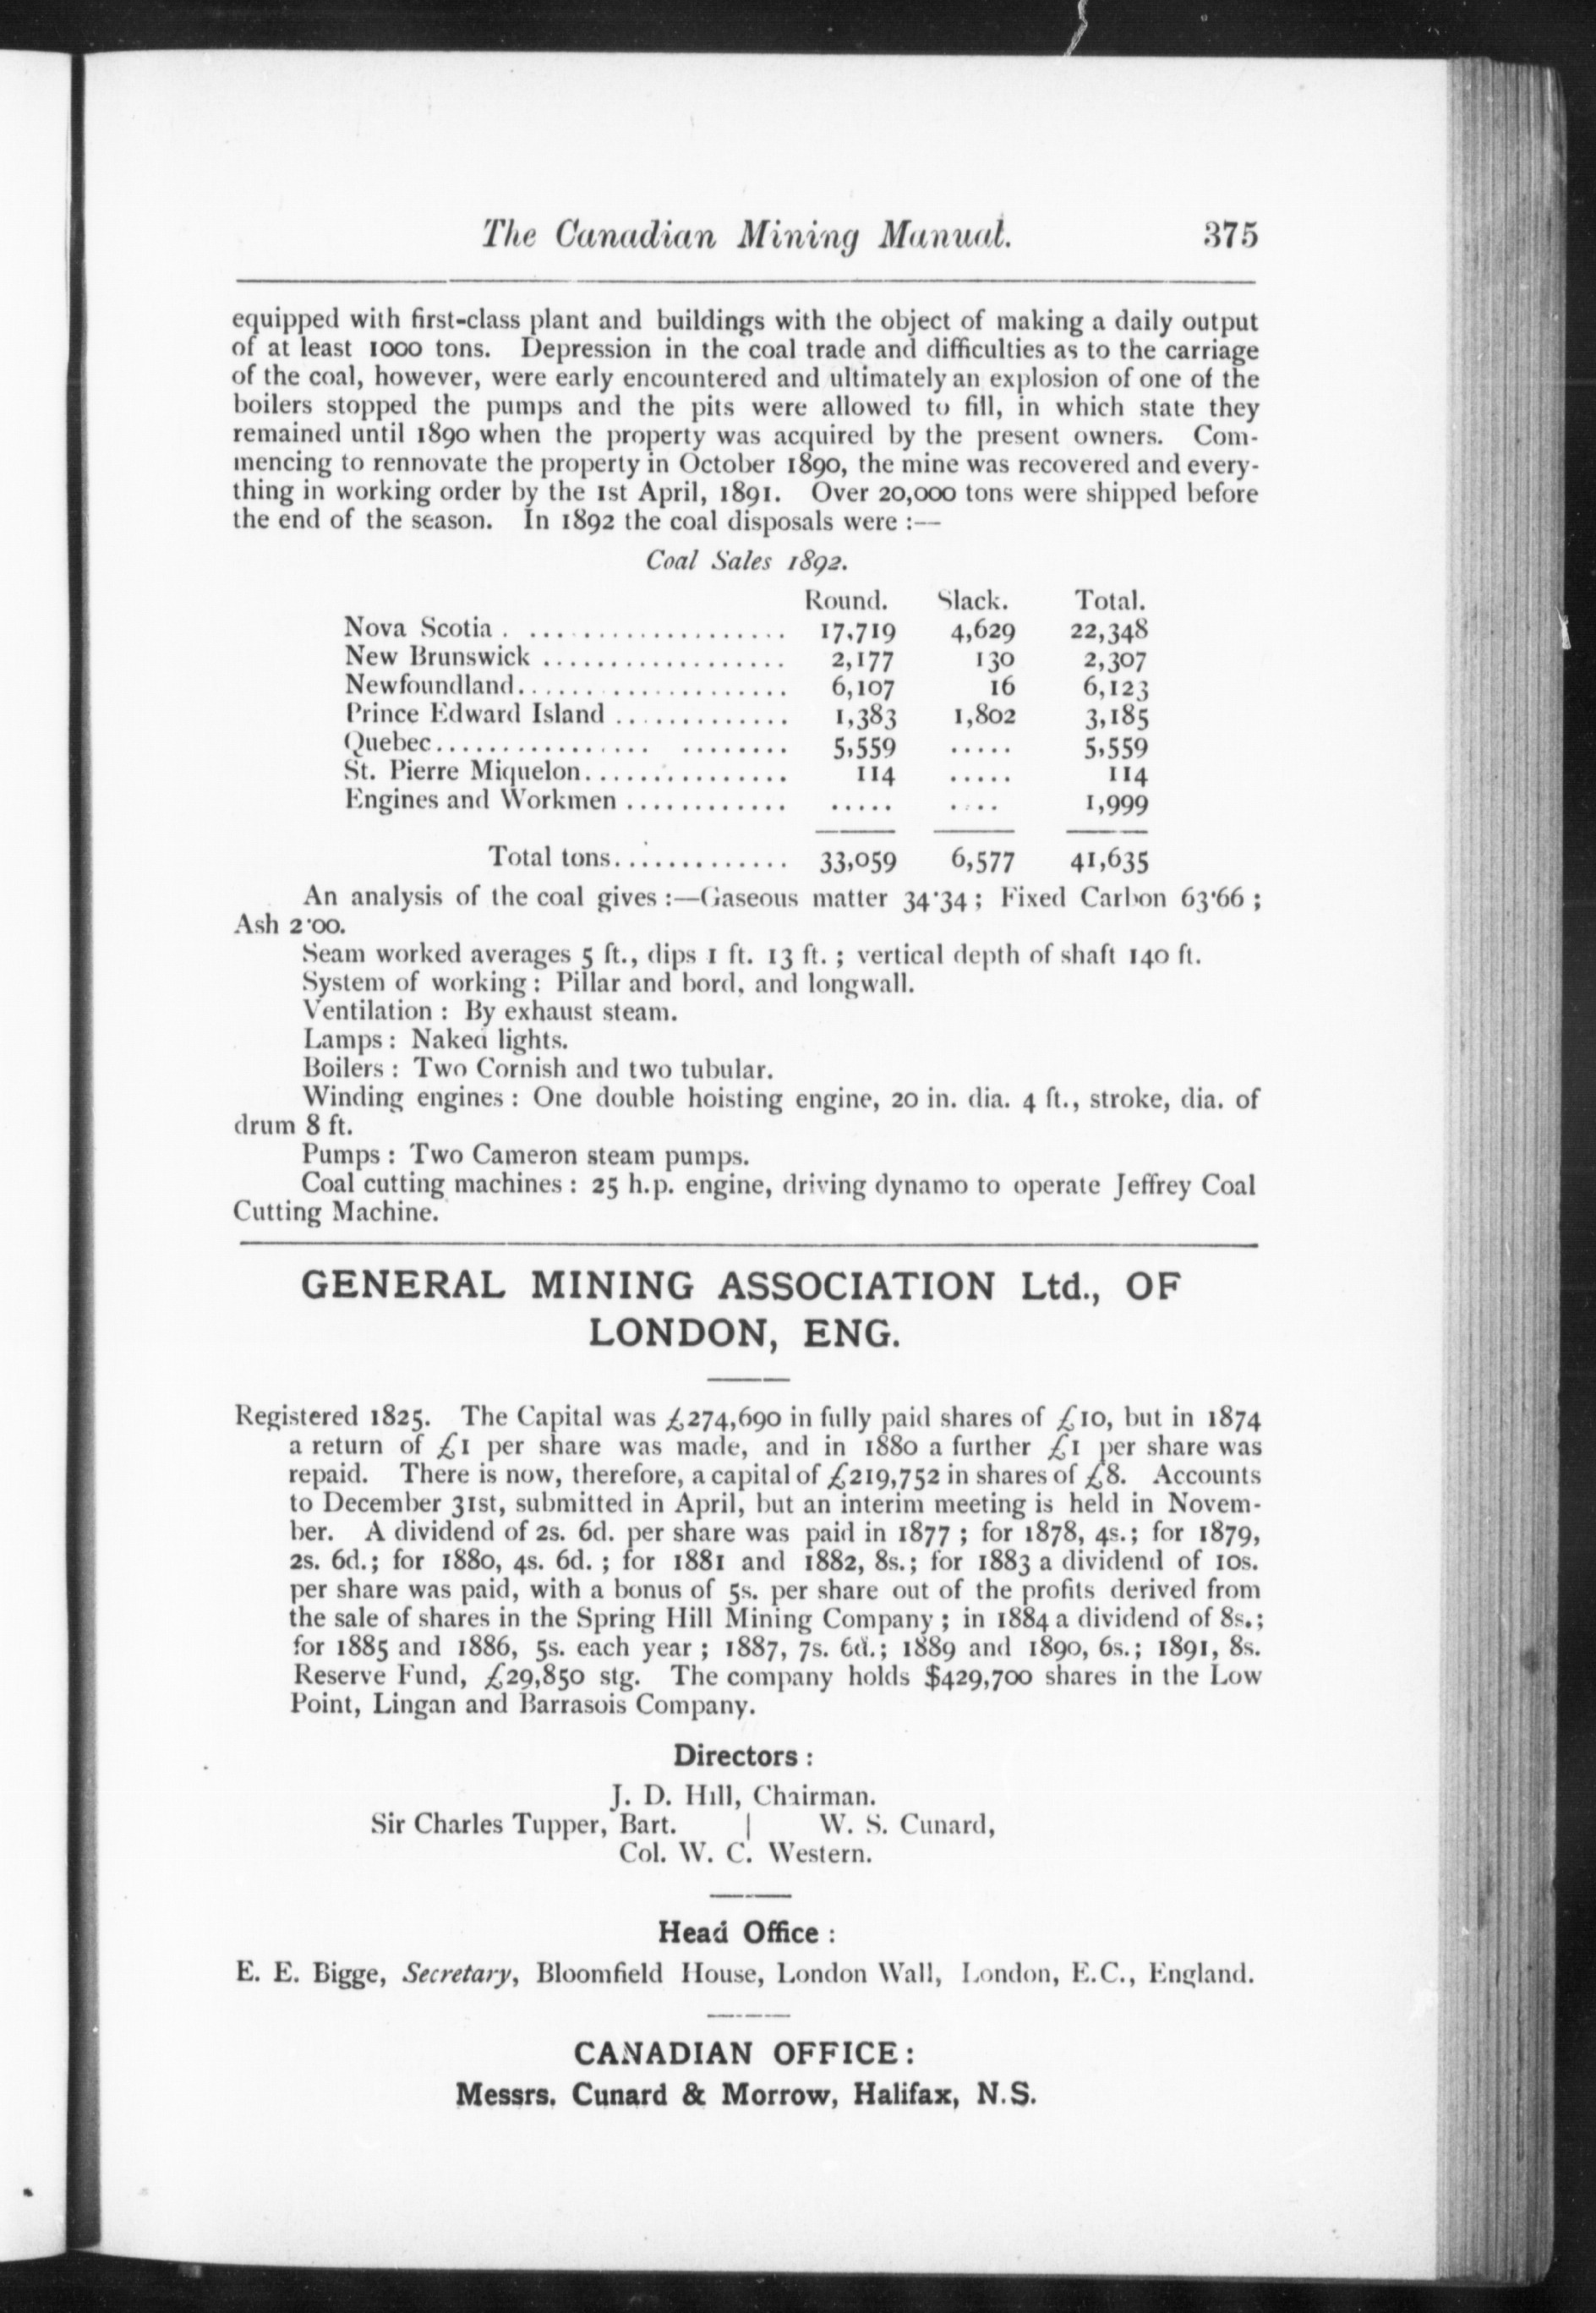 The Canadian Mining Manual. 375
equipped with first-class plant and buildings with the object of making a daily output
of at least 1000 tons. Depression in the coal trade and difficulties as to the carriage
of the coal, however, were early encountered and ultimately an explosion of one of the
boilers stopped the pumps and the pits were allowed to fill, in which state they
remained until 1890 when the property was acquired by the present owners. Com-
mencing to rennovate the property in October 1890, the mine was recovered and every-
thing in working order by the 1st April, 1891. Over 20,000 tons were shipped before
the end of the season. In 1892 the coal disposals were :—
Coal Sales 1892.
Round. Slack. Total.
Nova Scotia . .................... 17,719 4,629 22,348
New Brunswick .................. 2,177 130 2,307
Newfoundland..................... 6,107 16 6,123
Prince Edward Island ............. 1,383 1,802 3,185
Quebec................ ........ 5,559 ..... 5,559
St. Pierre Miquelon................ 114 ..... 114
Engines and Workmen ............ ..... .... 1,999
Total tons.............. 33,059 6,577 41,635
An analysis of the coal gives :—Gaseous matter 34·34 ; Fixed Carbon 63·66 ;
Ash 2·00.
Seam worked averages 5 ft., dips 1 ft. 13 ft. ; vertical depth of shaft 140 ft.
System of working : Pillar and bord, and longwall.
Ventilation : By exhaust steam.
Lamps : Naked lights.
Boilers : Two Cornish and two tubular.
Winding engines : One double hoisting engine, 20 in. dia. 4 ft., stroke, dia. of
drum 8 ft.
Pumps : Two Cameron steam pumps.
Coal cutting machines : 25 h.p. engine, driving dynamo to operate Jeffrey Coal
Cutting Machine.
GENERAL MINING ASSOCIATION Ltd., OF
LONDON, ENG.
Registered 1825. The Capital was £274,690 in fully paid shares of £10, but in 1874
a return of £1 per share was made, and in 1880 a further £1 per share was
repaid. There is now, therefore, a capital of £219,752 in shares of £8. Accounts
to December 31st, submitted in April, but an interim meeting is held in Novem-
ber. A dividend of 2s. 6d. per share was paid in 1877 ; for 1878, 4s.; for 1879,
2s. 6d.; for 1880, 4s. 6d. ; for 1881 and 1882, 8s.; for 1883 a dividend of 10s.
per share was paid, with a bonus of 5s. per share out of the profits derived from
the sale of shares in the Spring Hill Mining Company ; in 1884 a dividend of 8s.;
for 1885 and 1886, 5s. each year ; 1887, 7s. 6d.; 1889 and 1890, 6s.; 1891, 8s.
Reserve Fund, £29,850 stg. The company holds $429,700 shares in the Low
Point, Lingan and Barrasois Company.
Directors :
J. D. Hill, Chairman.
Sir Charles Tupper, Bart. | W. S. Cunard,
Col. W. C. Western.
Head Office :
E. E. Bigge, Secretary, Bloomfield House, London Wall, London, E.C., England.
CANADIAN OFFICE :
Messrs. Cunard & Morrow, Halifax, N.S.